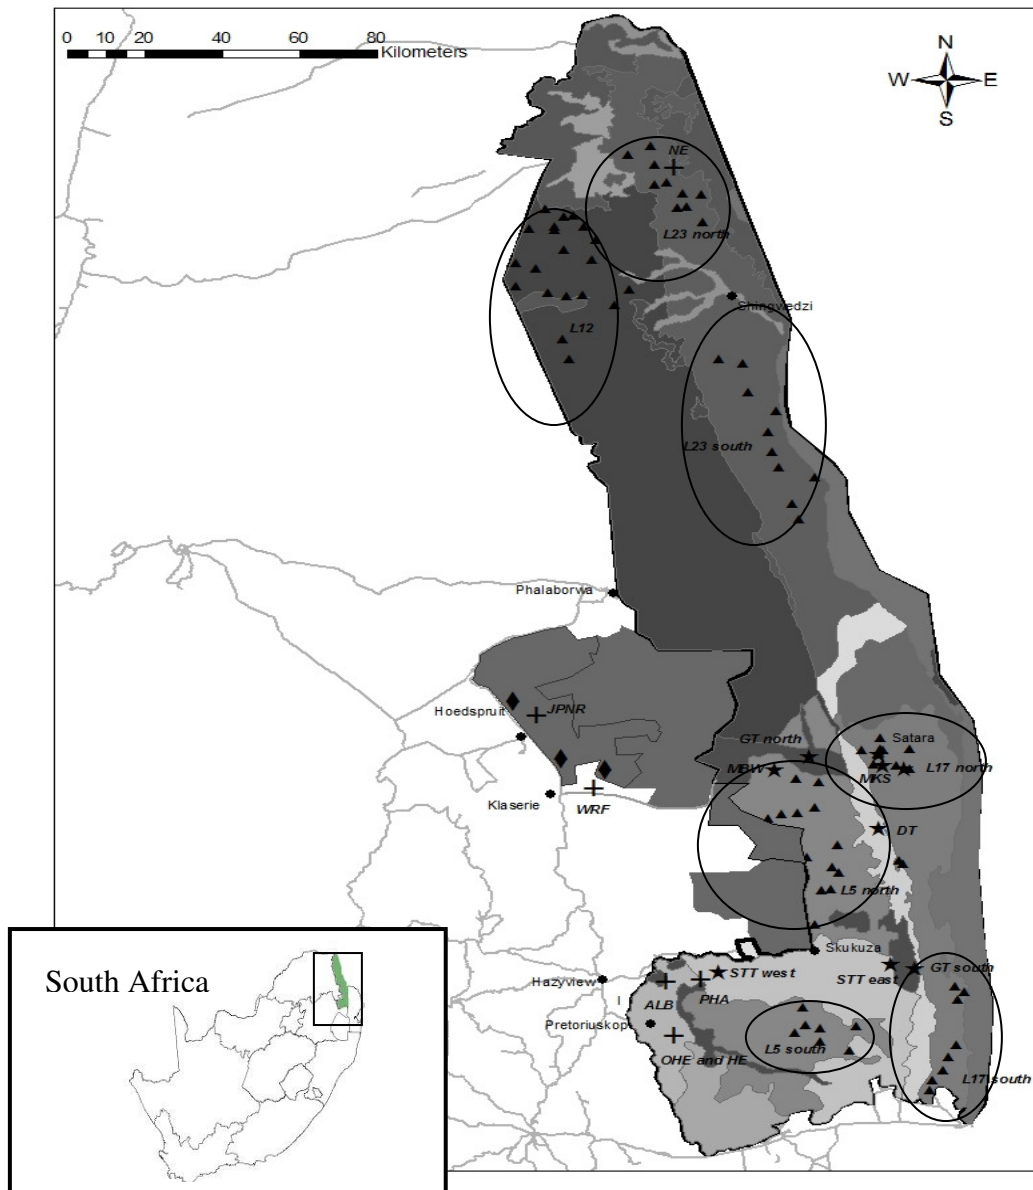 0 10 20 40 60 80
Kilometers
N
W E
S
NE
L23 north
Shingwedzi
L12
L23 south
Phalaborwa
JPNR
Hoedspruit
GT north
Satara
MBW
MKS
L17 north
Klaserie
WRF
DT
L5 north
Skukuza
STT west
STT east
GT south
Hazyview
ALB
PHA
Pretoriuskop
OHE and HE
L5 south
L17 south
South Africa